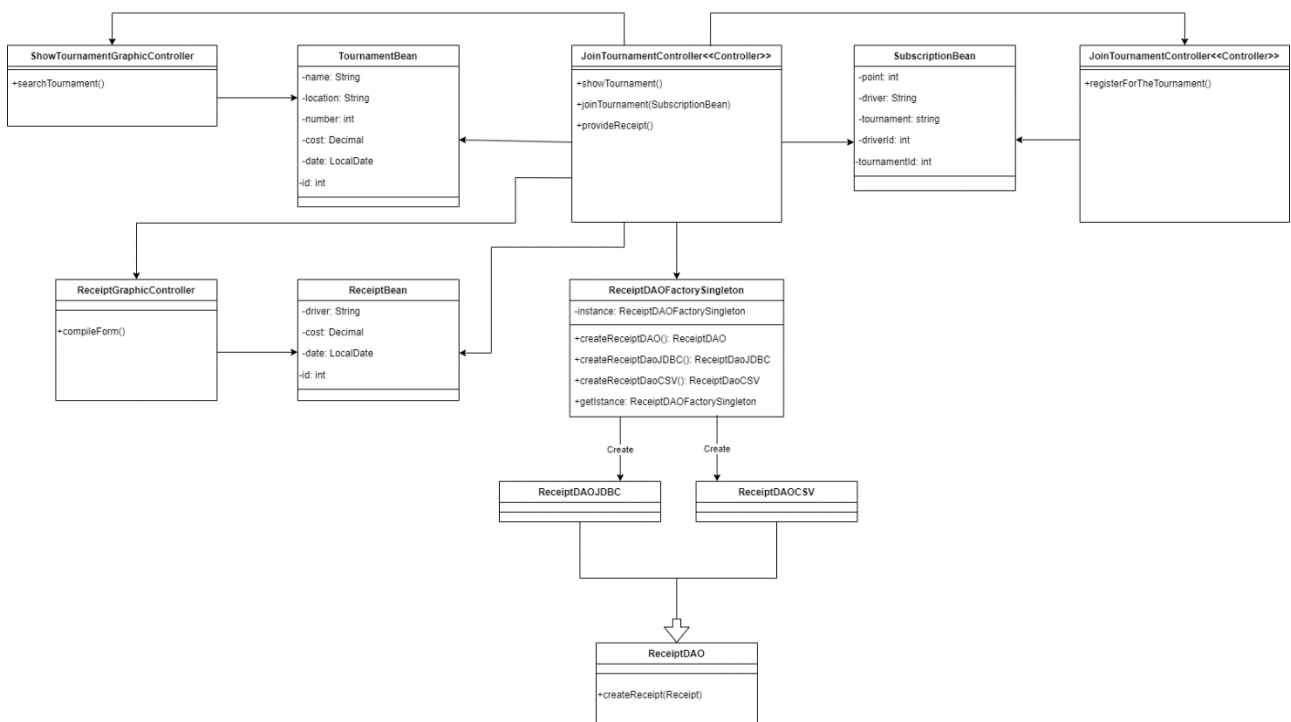 ShowTournamentGraphicController
+searchTournament()
TournamentBean
-name: String
-location: String
-number: int
-cost: Decimal
-date: LocalDate
-id: int
JoinTournamentController<<Controller>>
+showTournament()
+joinTournament(SubscriptionBean)
+provideReceipt()
SubscriptionBean
-point: int
-driver: String
-tournament: string
-driverId: int
-tournamentId: int
JoinTournamentController<<Controller>>
+registerForTheTournament()
ReceiptGraphicController
+compileForm()
ReceiptBean
-driver: String
-cost: Decimal
-date: LocalDate
-id: int
ReceiptDAOFactorySingleton
-instance: ReceiptDAOFactorySingleton
+createReceiptDAO(): ReceiptDAO
+createReceiptDaoJDBC(): ReceiptDaoJDBC
+createReceiptDaoCSV(): ReceiptDaoCSV
+getIstance: ReceiptDAOFactorySingleton
Create
Create
ReceiptDAOJDBC
ReceiptDAOCSV
ReceiptDAO
+createReceipt(Receipt)